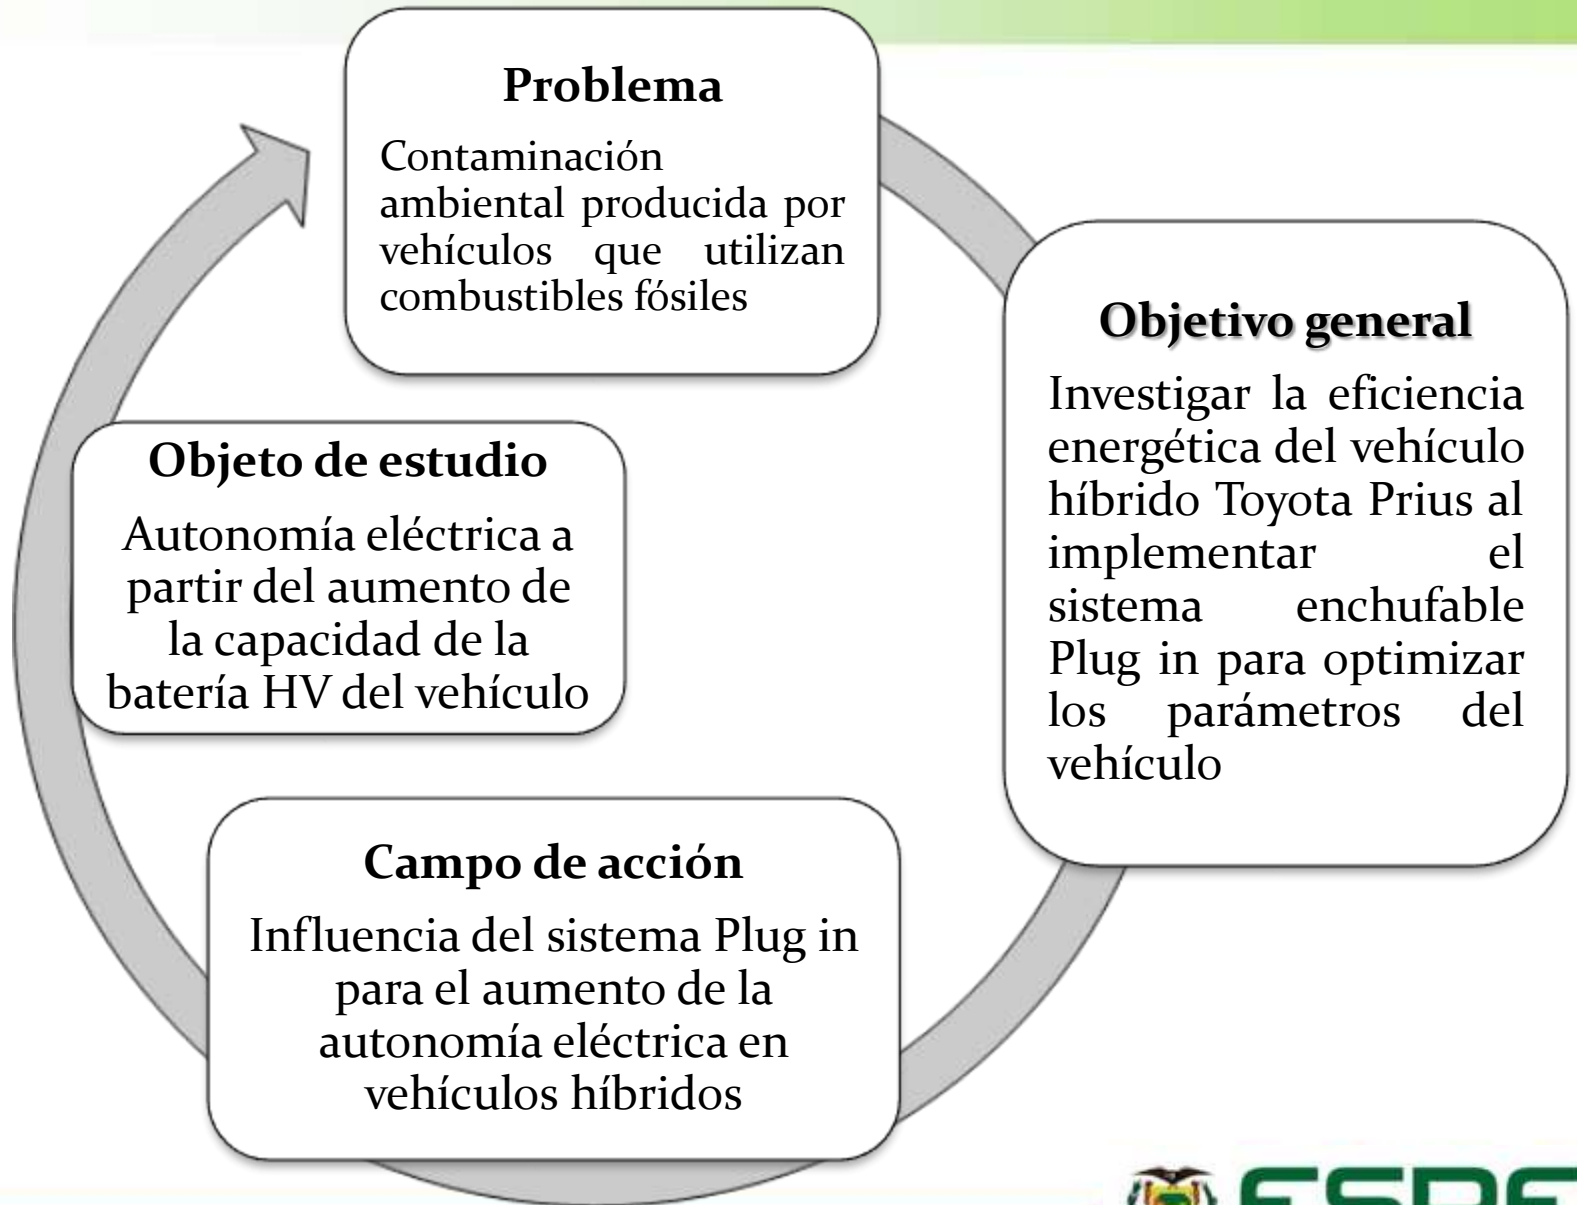 Problema
Contaminación
ambiental producida por
vehículos que utilizan
combustibles fósiles
Objetivo general
Investigar la eficiencia
energética del vehículo
híbrido Toyota Prius al
implementar el
sistema enchufable
Plug in para optimizar
los parámetros del
vehículo
Campo de acción
Influencia del sistema Plug in
para el aumento de la
autonomía eléctrica en
vehículos híbridos
Objeto de estudio
Autonomía eléctrica a
partir del aumento de
la capacidad de la
batería HV del vehículo
ESPE